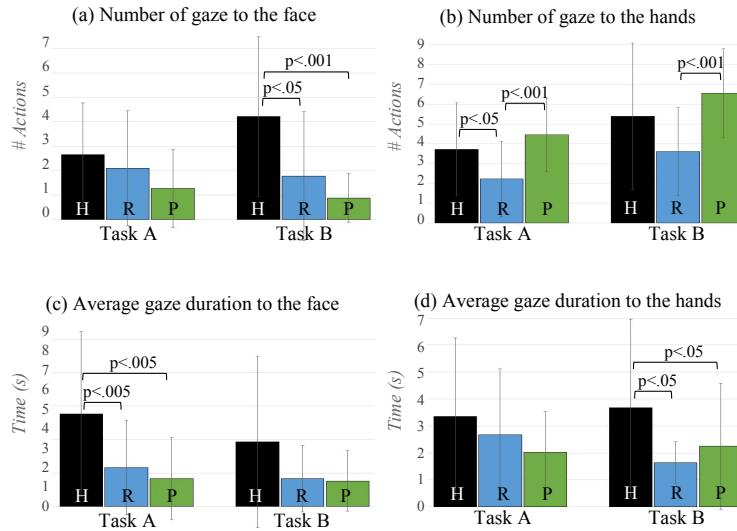 (a) Number of gaze to the face
# Actions
7
6
5
4
3
2
1
0
p<.001
p<.05
H R P
H R P
Task A
Task B
(b) Number of gaze to the hands
# Actions
9
8
7
6
5
4
3
2
1
0
p<.05
p<.001
p<.001
H R P
H R P
Task A
Task B
(c) Average gaze duration to the face
Time (s)
9
8
7
6
5
4
3
2
1
0
p<.005
p<.005
H R P
H R P
Task A
Task B
(d) Average gaze duration to the hands
Time (s)
7
6
5
4
3
2
1
0
p<.05
p<.05
H R P
H R P
Task A
Task B